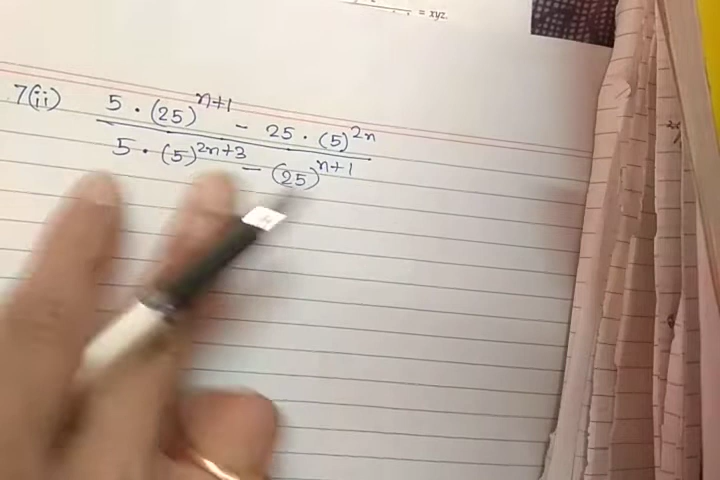 = xyz.
7(ii) 5 · (25)^{n+1} - 25 · (5)^{2n}
5 · (5)^{2n+3} - (25)^{n+1}